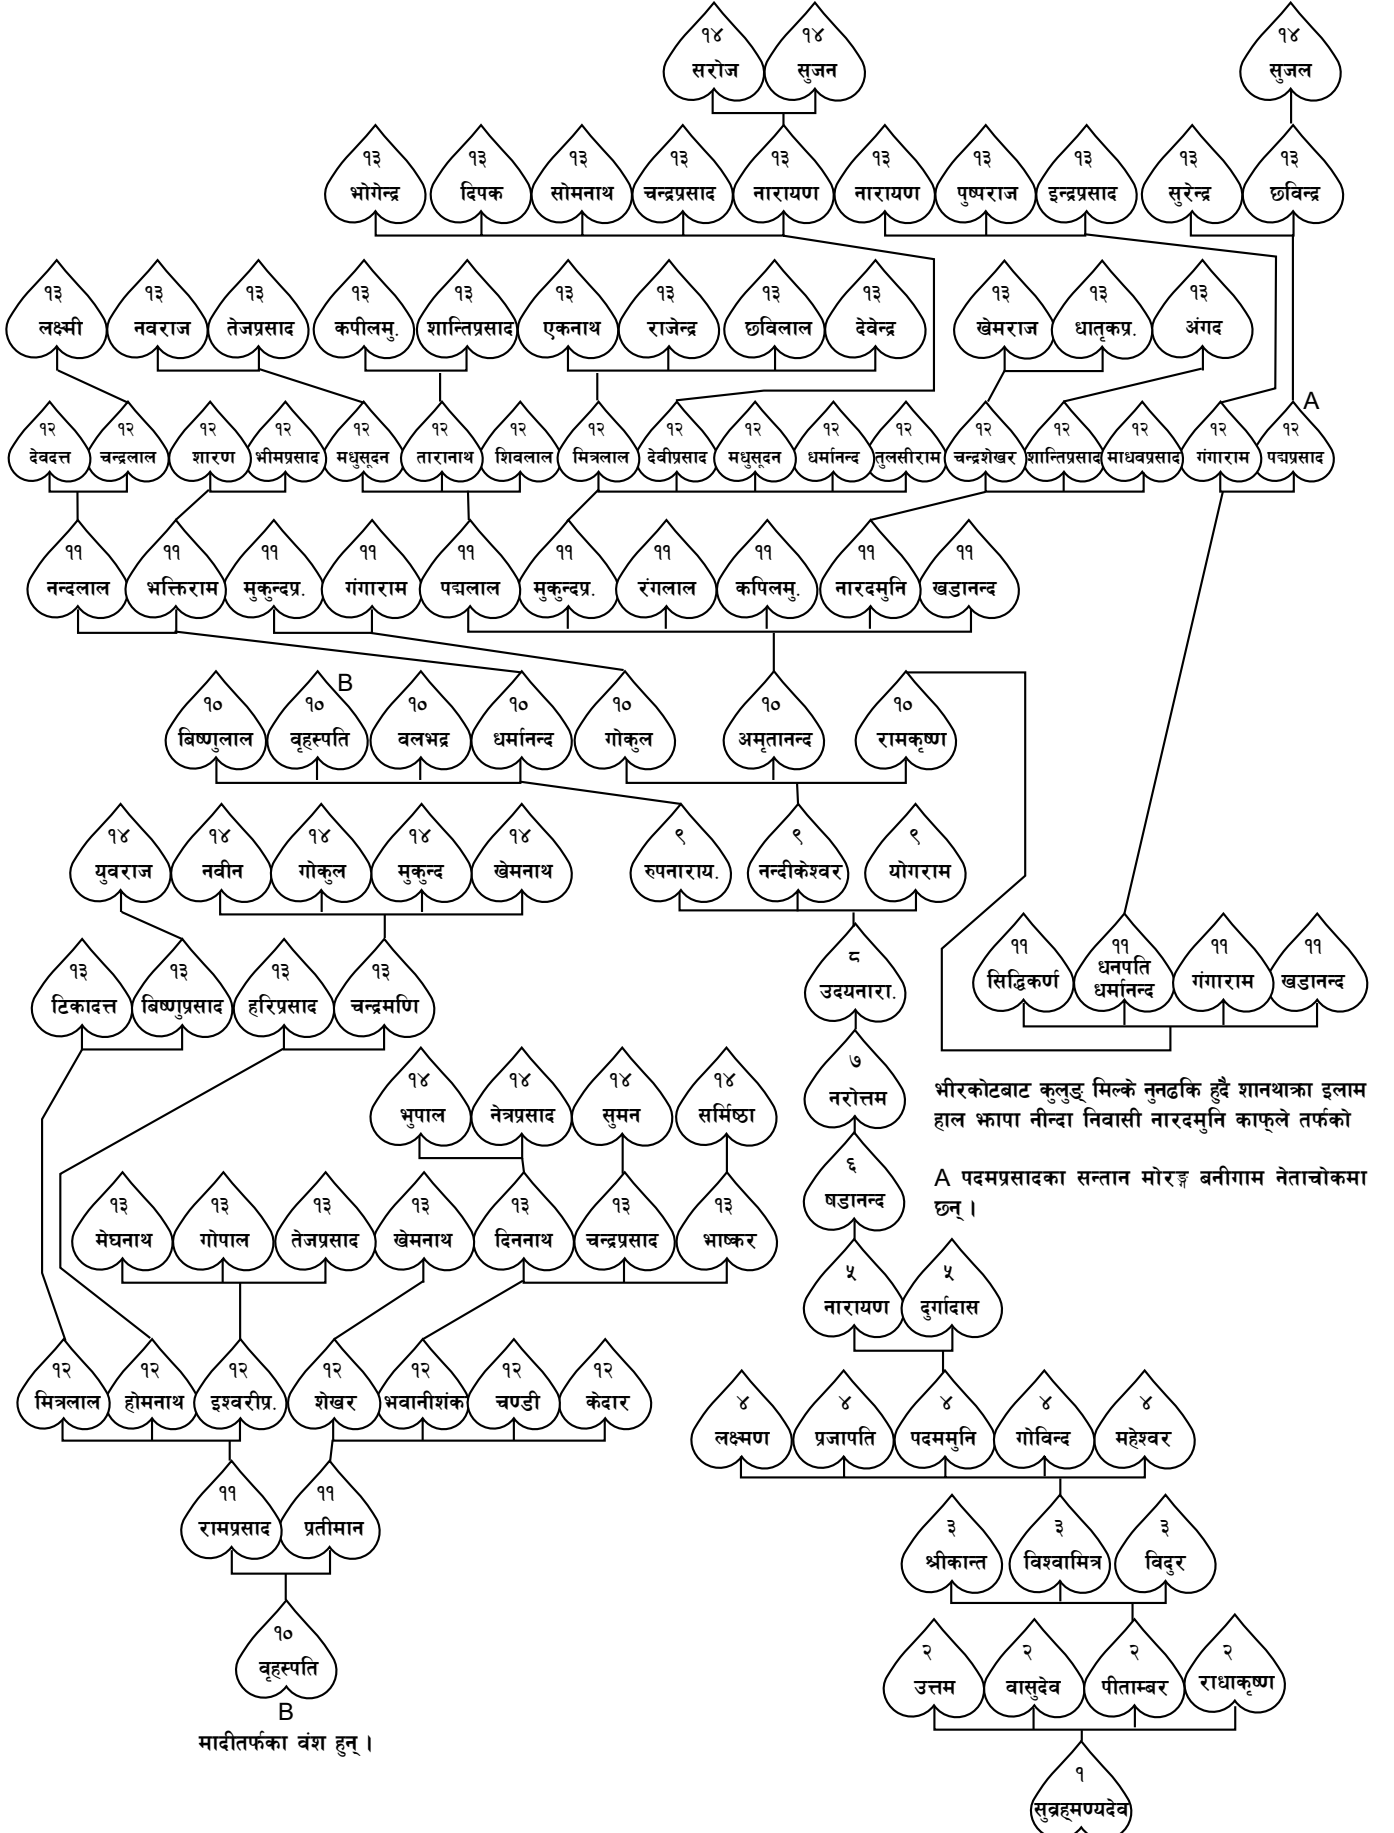 १४ १४ १४
सरोज सुजन सुजल
१३ १३ १३ १३ १३ १३ १३ १३ १३ १३
भोगेन्द्र दिपक सोमनाथ चन्द्रप्रसाद नारायण नारायण पुष्पराज इन्द्रप्रसाद सुरेन्द्र छविन्द्र
१३ १३ १३ १३ १३ १३ १३ १३ १३ १३ १३ १३
लक्ष्मी नवराज तेजप्रसाद कपीलमु. शान्तिप्रसाद एकनाथ राजेन्द्र छविलाल देवेन्द्र खेमराज धातृकप्र. अंगद
A
१२ १२ १२ १२ १२ १२ १२ १२ १२ १२ १२ १२ १२ १२ १२ १२ १२
देवदत्त चन्द्रलाल शारण भीमप्रसाद मधुसूदन तारानाथ शिवलाल मित्रलाल देवीप्रसाद मधुसूदन धर्मानन्द तुलसीराम चन्द्रशेखर शान्तिप्रसाद माधवप्रसाद गंगाराम पद्मप्रसाद
११ ११ ११ ११ ११ ११ ११ ११ ११ ११
नन्दलाल भक्तिराम मुकुन्दप्र. गंगाराम पद्मलाल मुकुन्दप्र. रंगलाल कपिलमु. नारदमुनि खडानन्द
B
१० १० १० १० १० १० १०
बिष्णुलाल वृहस्पति वलभद्र धर्मानन्द गोकुल अमृतानन्द रामकृष्ण
१४ १४ १४ १४ १४ ९ ९ ९
युवराज नवीन गोकुल मुकुन्द खेमनाथ रुपनाराय. नन्दीकेश्वर योगराम
११ ११ ११ ११
सिद्धिकर्ण धनपति धर्मानन्द गंगाराम खडानन्द
८
उदयनारा.
१३ १३ १३ १३
टिकादत्त बिष्णुप्रसाद हरिप्रसाद चन्द्रमणि
७
नरोत्तम
१४ १४ १४ १४
भुपाल नेत्रप्रसाद सुमन सर्मिष्ठा
भीरकोटबाट कुलुङ् मिल्के नुनढकि हुदै शानथाक्रा इलाम
हाल झापा नीन्दा निवासी नारदमुनि काफ्ले तर्फको
६
षडानन्द
A पदमप्रसादका सन्तान मोरङ्ग बनीगाम नेताचोकमा
छन् ।
१३ १३ १३ १३ १३ १३ १३
मेघनाथ गोपाल तेजप्रसाद खेमनाथ दिननाथ चन्द्रप्रसाद भाष्कर
५ ५
नारायण दुर्गादास
१२ १२ १२ १२ १२ १२ १२
मित्रलाल होमनाथ इश्वरीप्र. शेखर भवानीशंक चण्डी केदार
४ ४ ४ ४ ४
लक्ष्मण प्रजापति पदममुनि गोविन्द महेश्वर
११ ११
रामप्रसाद प्रतीमान
३ ३ ३
श्रीकान्त विश्वामित्र विदुर
१०
वृहस्पति
B
मादीतर्फका वंश हुन् ।
२ २ २ २
उत्तम वासुदेव पीताम्बर राधाकृष्ण
१
सुब्रह्मण्यदेव